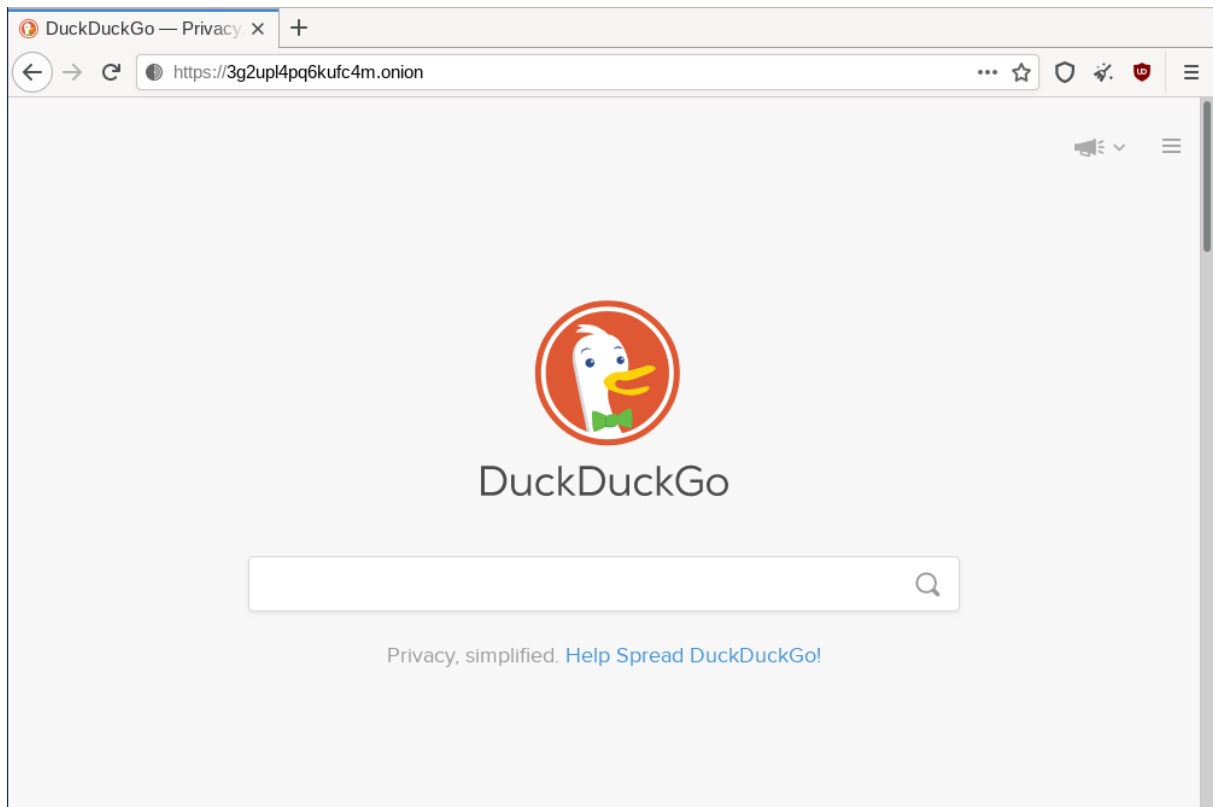 DuckDuckGo — Privacy
https://3g2upl4pq6kufc4m.onion
DuckDuckGo
Privacy, simplified. Help Spread DuckDuckGo!